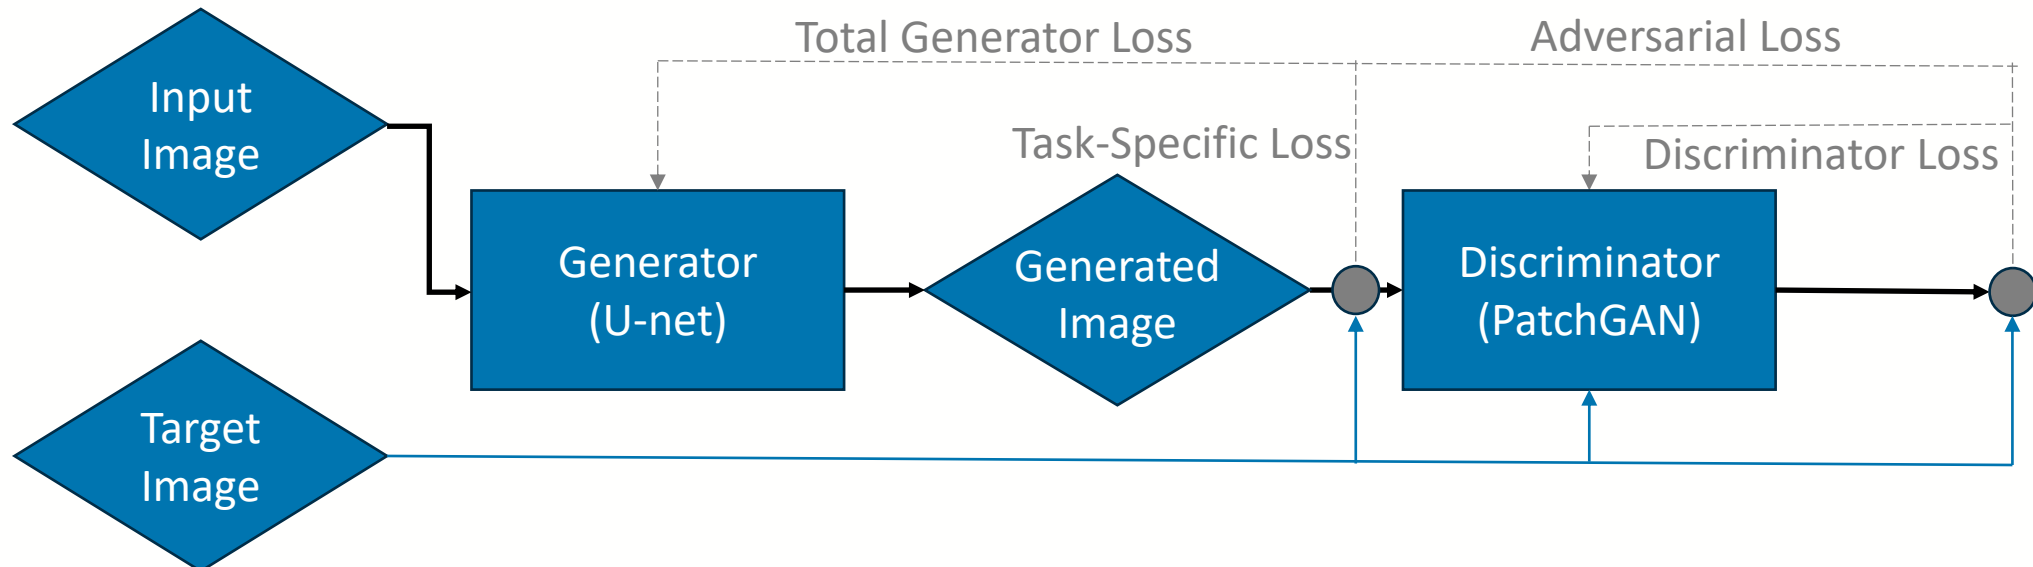 Total Generator Loss
Adversarial Loss
Input
Image
Task-Specific Loss
Discriminator Loss
Generator
(U-net)
Generated
Image
Discriminator
(PatchGAN)
Target
Image